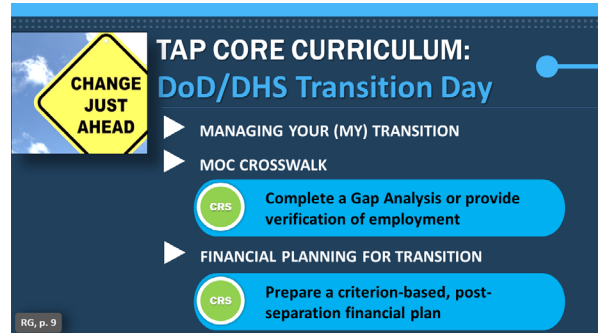 CHANGE
JUST
AHEAD
TAP CORE CURRICULUM:
DoD/DHS Transition Day
MANAGING YOUR (MY) TRANSITION
MOC CROSSWALK
CRS
Complete a Gap Analysis or provide
verification of employment
FINANCIAL PLANNING FOR TRANSITION
CRS
Prepare a criterion-based, post-
separation financial plan
RG, p. 9